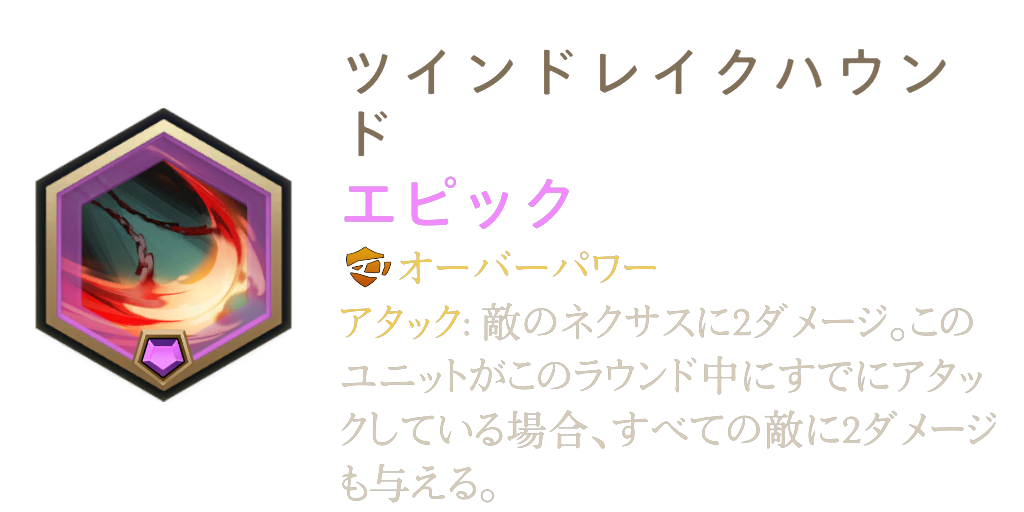 ツインドレイクハウン
ド
エピック
オーバーパワー
アタック: 敵のネクサスに2ダメージ。この
ユニットがこのラウンド中にすでにアタッ
クしている場合、すべての敵に2ダメージ
も与える。